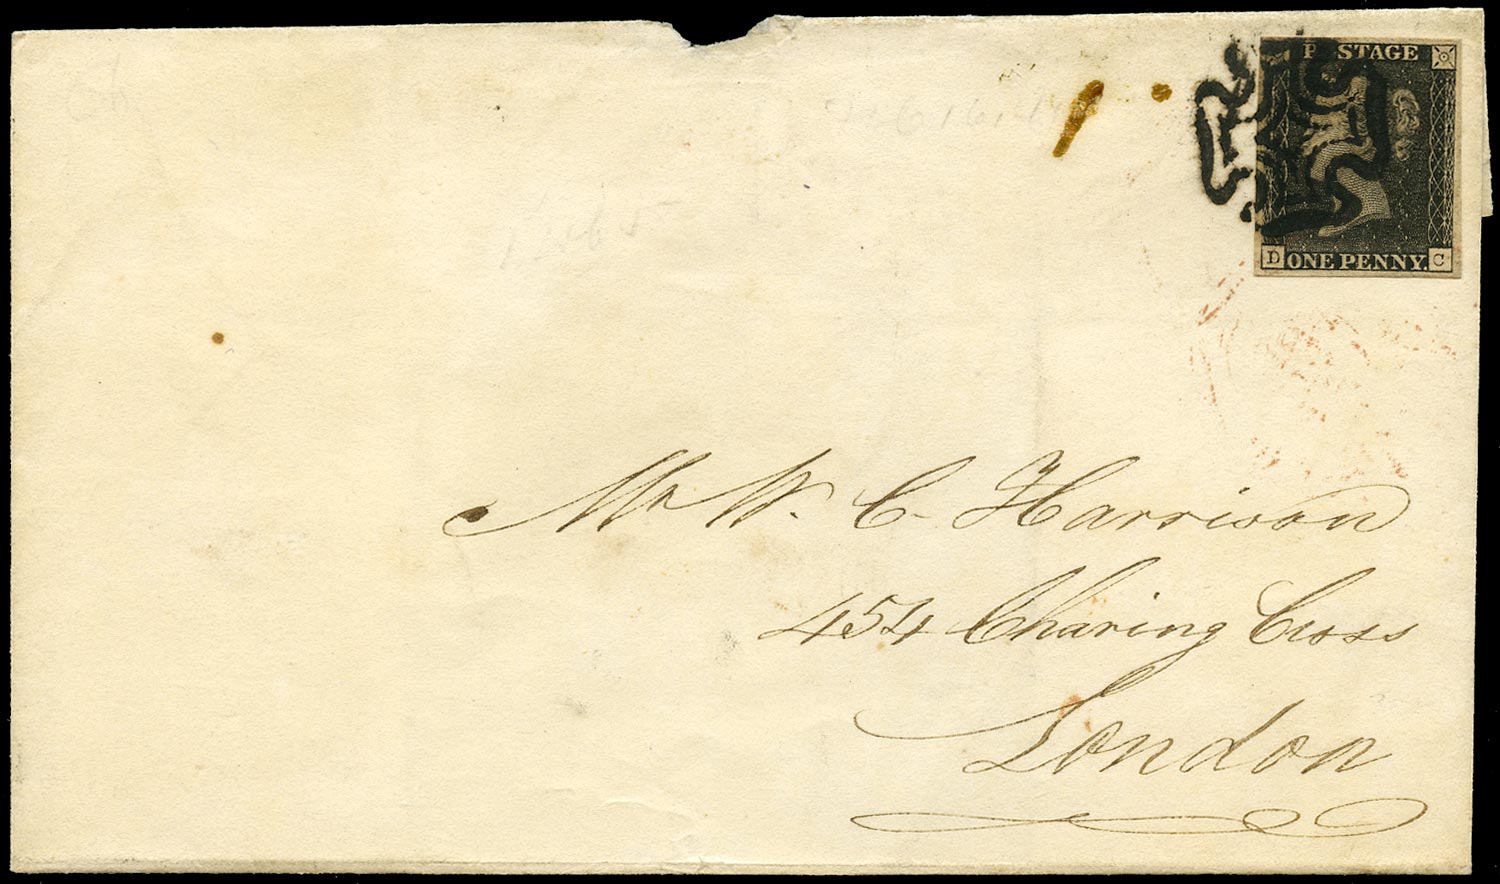 POSTAGE
D ONE PENNY. C
Mr W. C. Harrison
454 Charing Cross
London